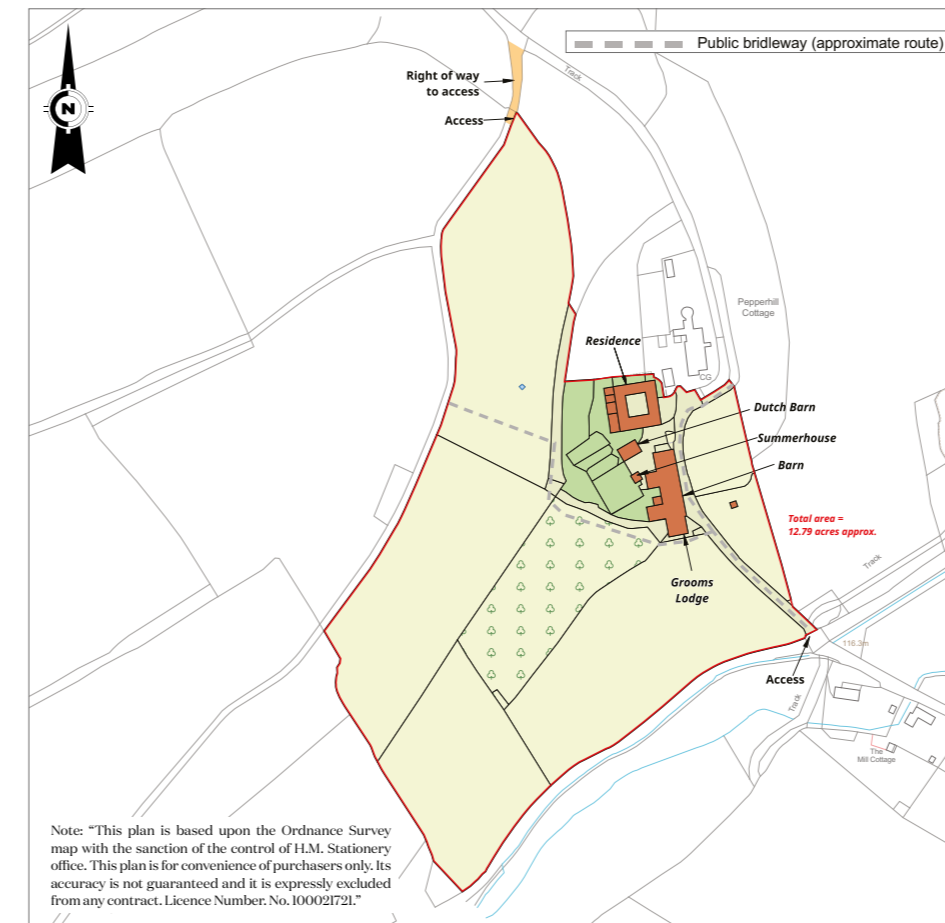 Public bridleway (approximate route)
Track
Right of way
to access
Access
N
Pepperhill
Cottage
Residence
CG
Dutch Barn
Summerhouse
Barn
Total area =
12.79 acres approx.
Track
Grooms
Lodge
116.3m
Access
Track
The
Mill Cottage
Note: “This plan is based upon the Ordnance Survey
map with the sanction of the control of H.M. Stationery
office. This plan is for convenience of purchasers only. Its
accuracy is not guaranteed and it is expressly excluded
from any contract. Licence Number. No. 100021721.”